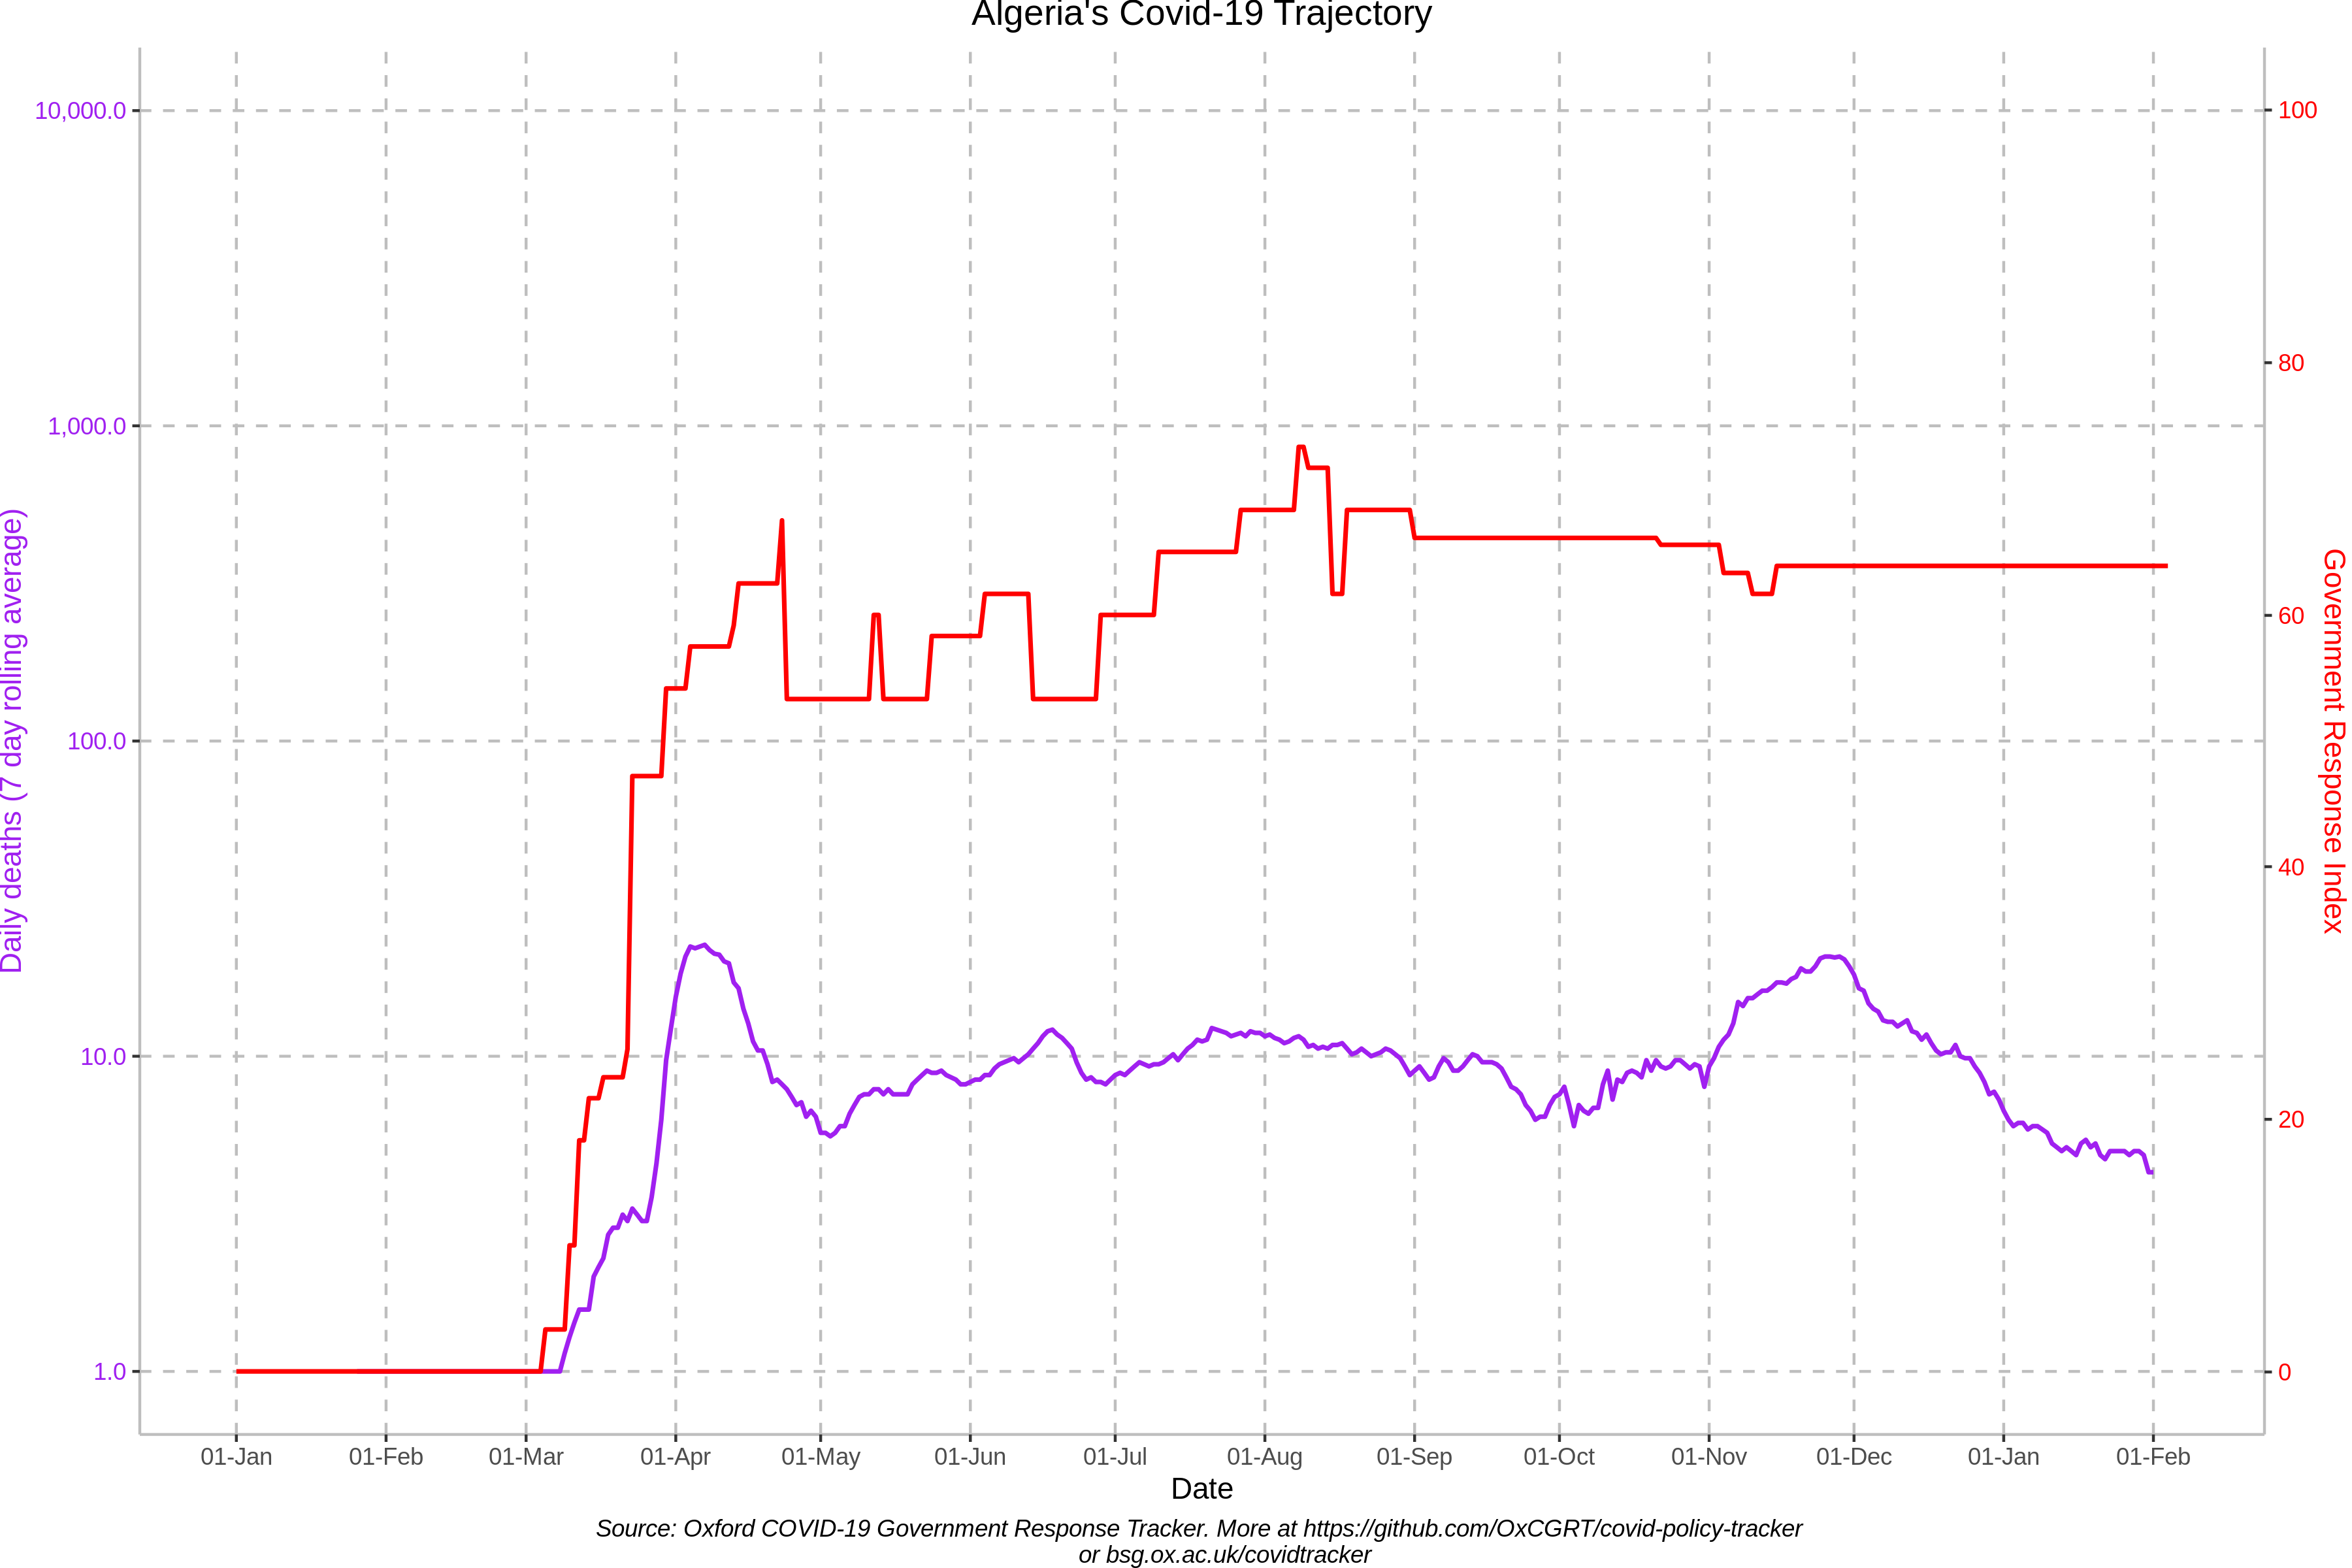 Algeria's Covid-19 Trajectory
10,000.0
1,000.0
100.0
10.0
1.0
Daily deaths (7 day rolling average)
100
80
60
40
20
0
Government Response Index
01-Jan 01-Feb 01-Mar 01-Apr 01-May 01-Jun 01-Jul 01-Aug 01-Sep 01-Oct 01-Nov 01-Dec 01-Jan 01-Feb
Date
Source: Oxford COVID-19 Government Response Tracker. More at https://github.com/OxCGRT/covid-policy-tracker
or bsg.ox.ac.uk/covidtracker